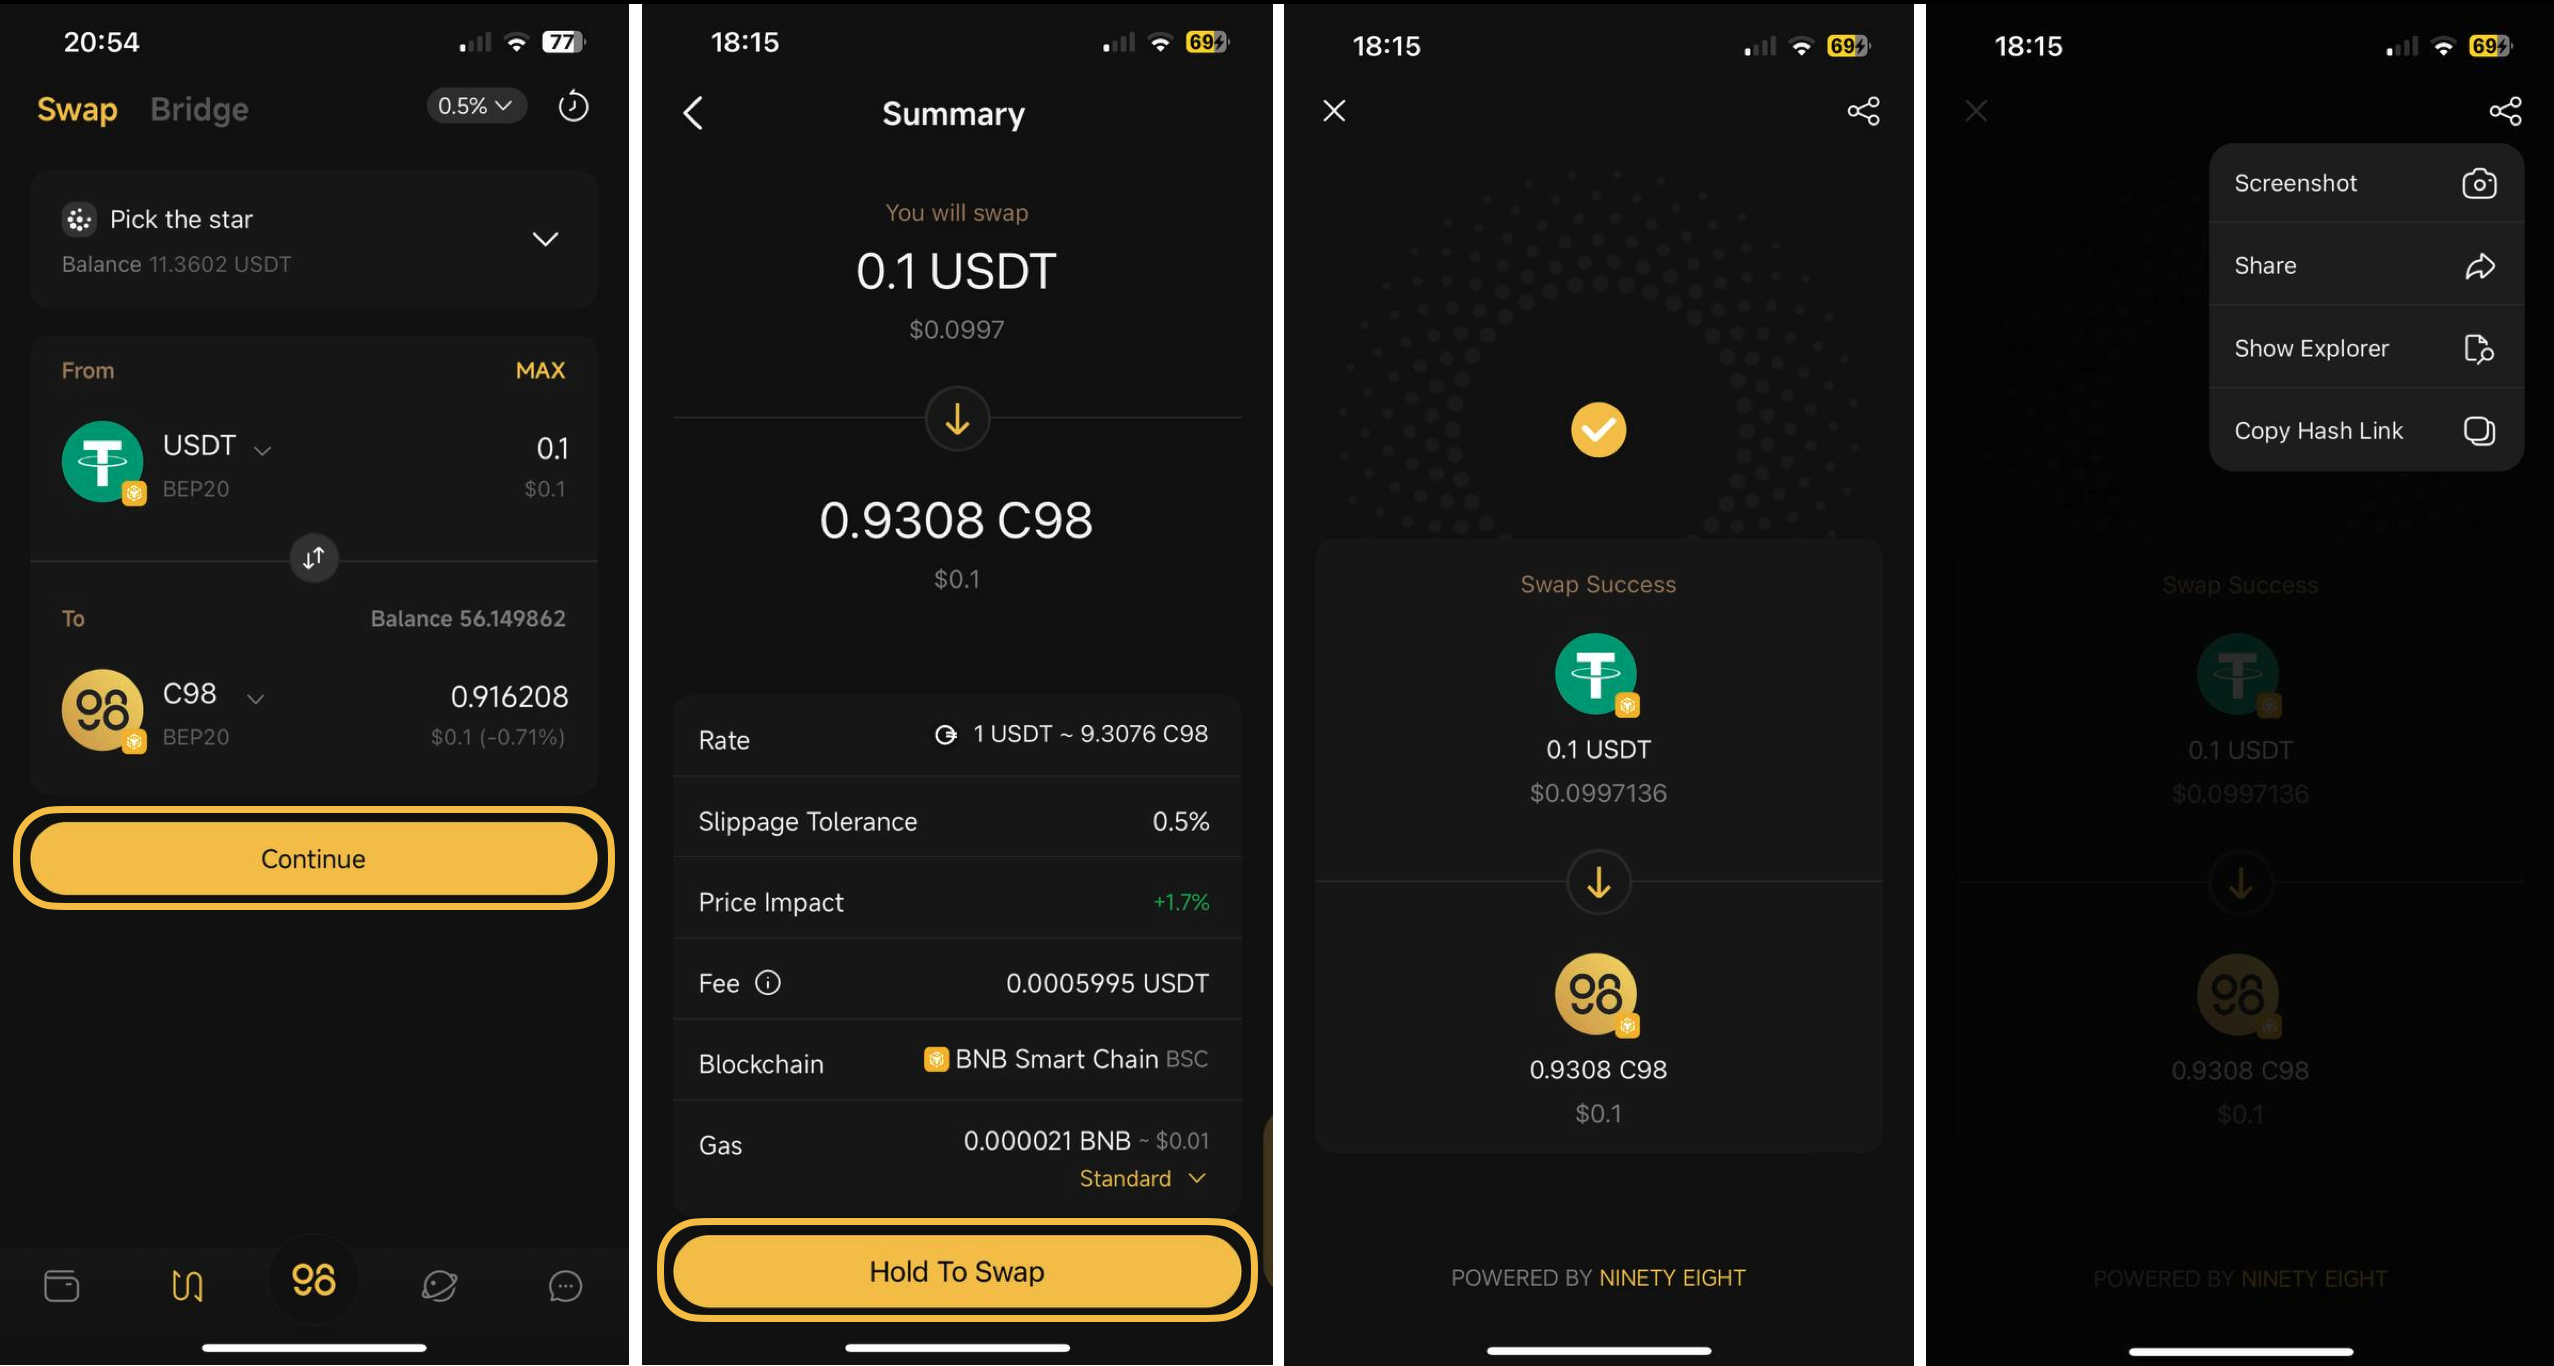 20:54
77
Swap
Bridge
0.5%
Pick the star
Balance 11.3602 USDT
From
MAX
USDT
0.1
BEP20
$0.1
To
Balance 56.149862
98
C98
0.916208
BEP20
$0.1 (-0.71%)
Continue
98
18:15
69
Summary
You will swap
0.1 USDT
$0.0997
0.9308 C98
$0.1
Rate
1 USDT ~ 9.3076 C98
Slippage Tolerance
0.5%
Price Impact
+1.7%
Fee
0.0005995 USDT
Blockchain
BNB Smart Chain BSC
Gas
0.000021 BNB ~ $0.01
Standard
Hold To Swap
18:15
69
Swap Success
0.1 USDT
$0.0997136
98
0.9308 C98
$0.1
POWERED BY NINETY EIGHT
18:15
69
Screenshot
Share
Show Explorer
Copy Hash Link
Swap Success
0.1 USDT
$0.0997136
98
0.9308 C98
$0.1
POWERED BY NINETY EIGHT